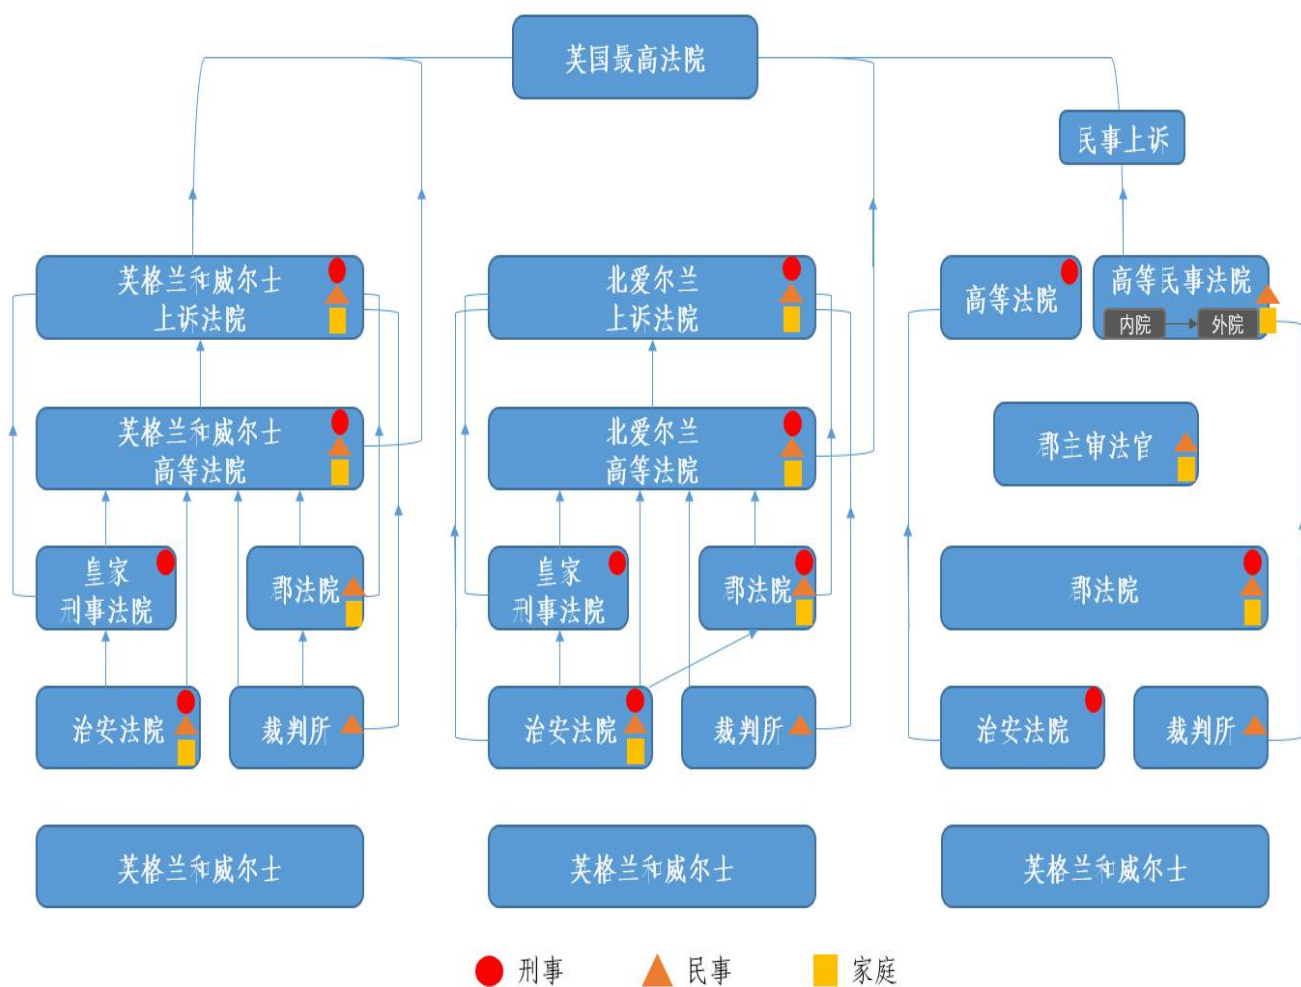 英国最高法院
民事上诉
英格兰和威尔士
上诉法院
北爱尔兰
上诉法院
高等法院
高等民事法院
内院
外院
英格兰和威尔士
高等法院
北爱尔兰
高等法院
郡主审法官
皇家
刑事法院
郡法院
皇家
刑事法院
郡法院
郡法院
治安法院
裁判所
治安法院
裁判所
治安法院
裁判所
英格兰和威尔士
英格兰和威尔士
英格兰和威尔士
刑事
民事
家庭